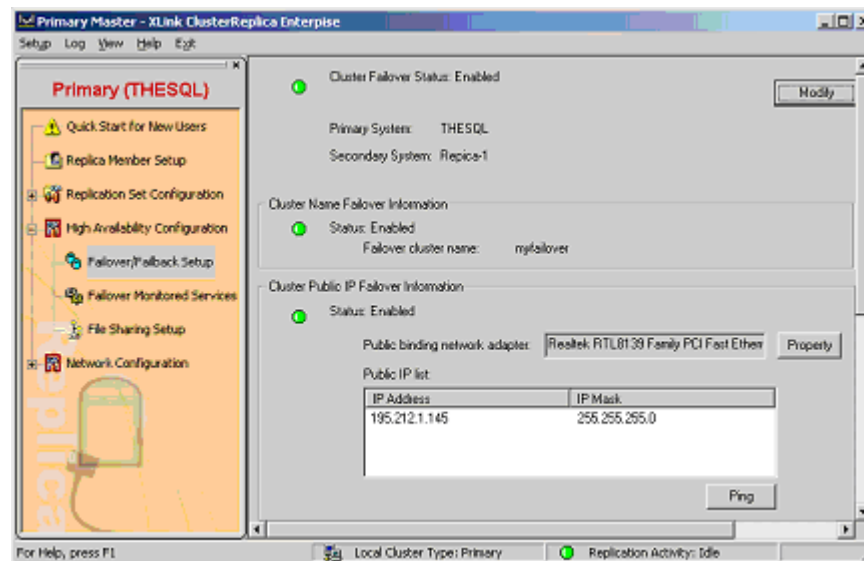 Primary Master - XLink ClusterReplica Enterpise
Setup Log View Help Exit
Primary (THESQL)
Quick Start for New Users
Replica Member Setup
Replication Set Configuration
High Availability Configuration
Failover/Failback Setup
Failover Monitored Services
File Sharing Setup
Network Configuration
Replica
Cluster Failover Status: Enabled
Modify
Primary System: THESQL
Secondary System: Repica-1
Cluster Name Failover Information
Status: Enabled
Failover cluster name: myfailover
Cluster Public IP Failover Information
Status: Enabled
Public binding network adapter: Realtek RTL8139 Family PCI Fast Ethern Property
Public IP list:
IP Address IP Mask
195.212.1.145 255.255.255.0
Ping
For Help, press F1 Local Cluster Type: Primary Replication Activity: Idle